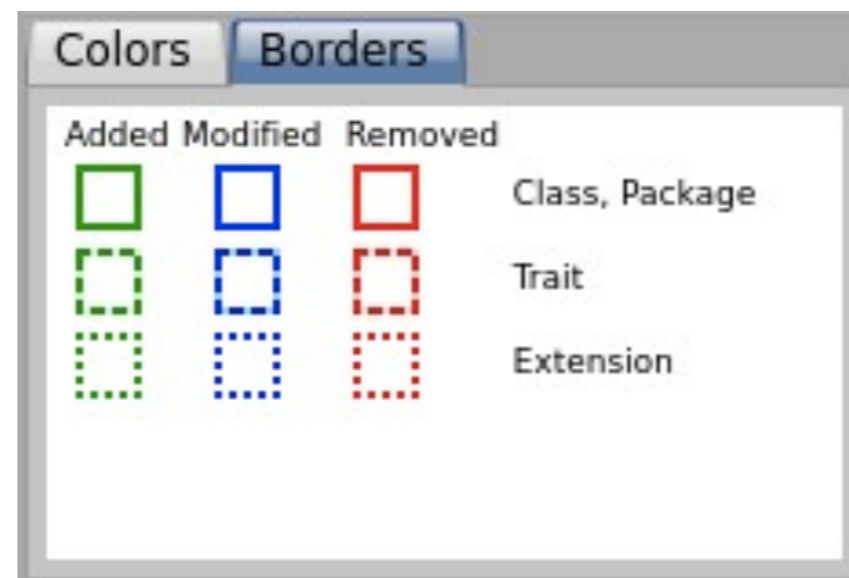 Colors Borders
Added Modified Removed
Class, Package
Trait
Extension